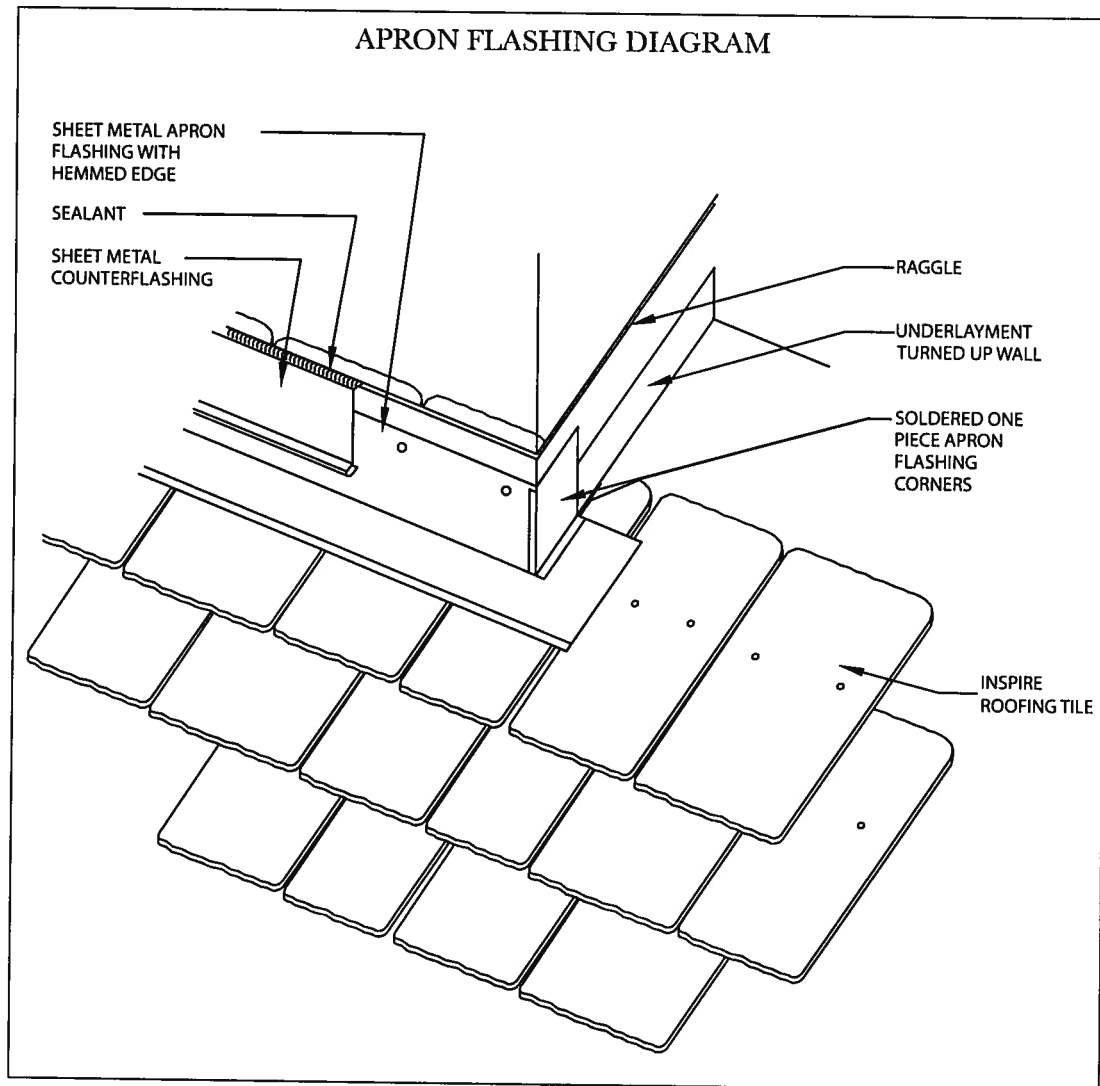 APRON FLASHING DIAGRAM
SHEET METAL APRON
FLASHING WITH
HEMMED EDGE
SEALANT
SHEET METAL
COUNTERFLASHING
RAGGLE
UNDERLAYMENT
TURNED UP WALL
SOLDERED ONE
PIECE APRON
FLASHING
CORNERS
INSPIRE
ROOFING TILE